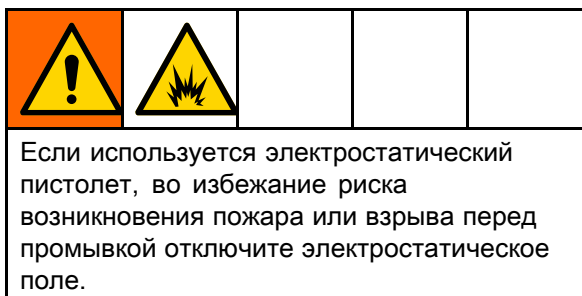 Если используется электростатический
пистолет, во избежание риска
возникновения пожара или взрыва перед
промывкой отключите электростатическое
поле.